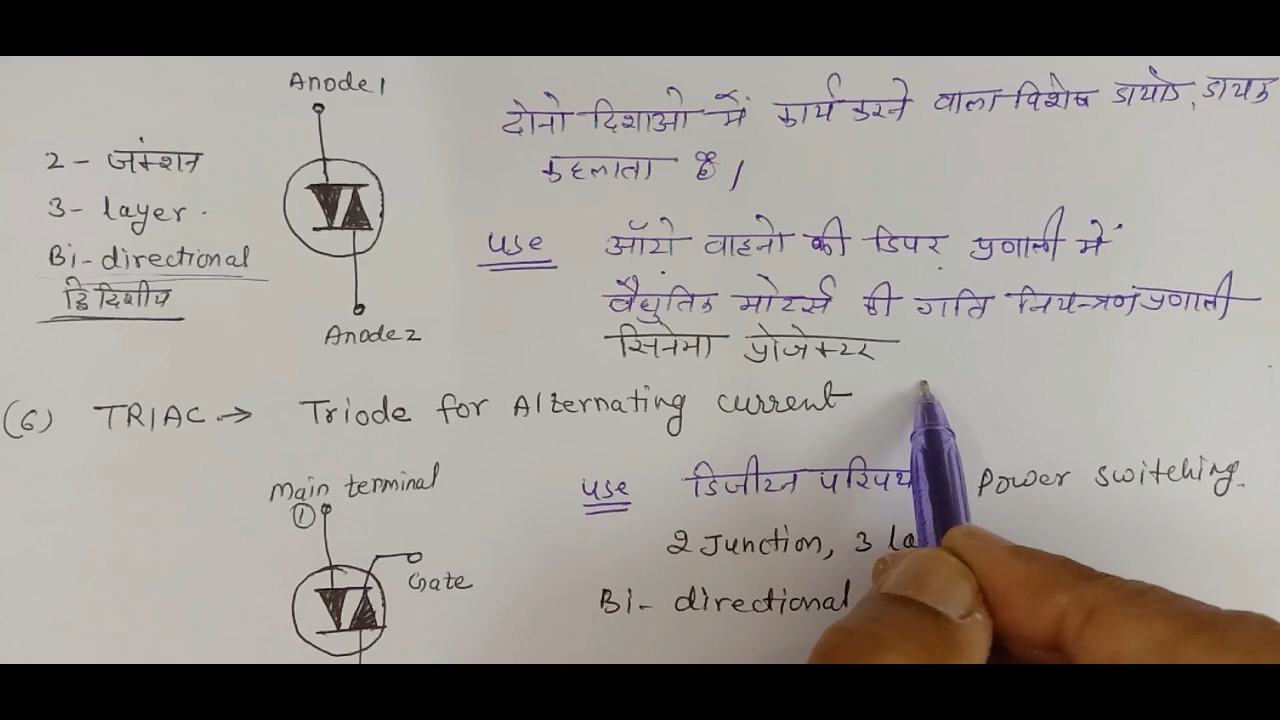 Anode1
2 - जंक्शन
3- layer.
Bi-directional
द्विदिशीय
Anode2
दोनो दिशाओ में कार्य करने वाला विशेष डायोड, डायक
कहलाता है।
use ऑटो वाहनो की डिपर प्रणाली में
वैधुतिक मोटर्स की गति नियन्त्रण प्रणाली
सिनेमा प्रोजेक्टर
(6) TRIAC → Triode for Alternating current
main terminal
①
Gate
use डिजीटल परिपथ Power switching.
2 Junction, 3 la
Bi- directional